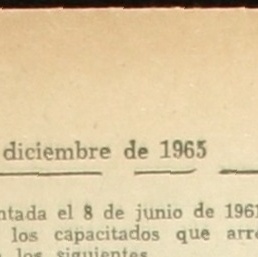 diciembre de 1965
ntada el 8 de junio de 1961
los capacitados que arr
los siguientes